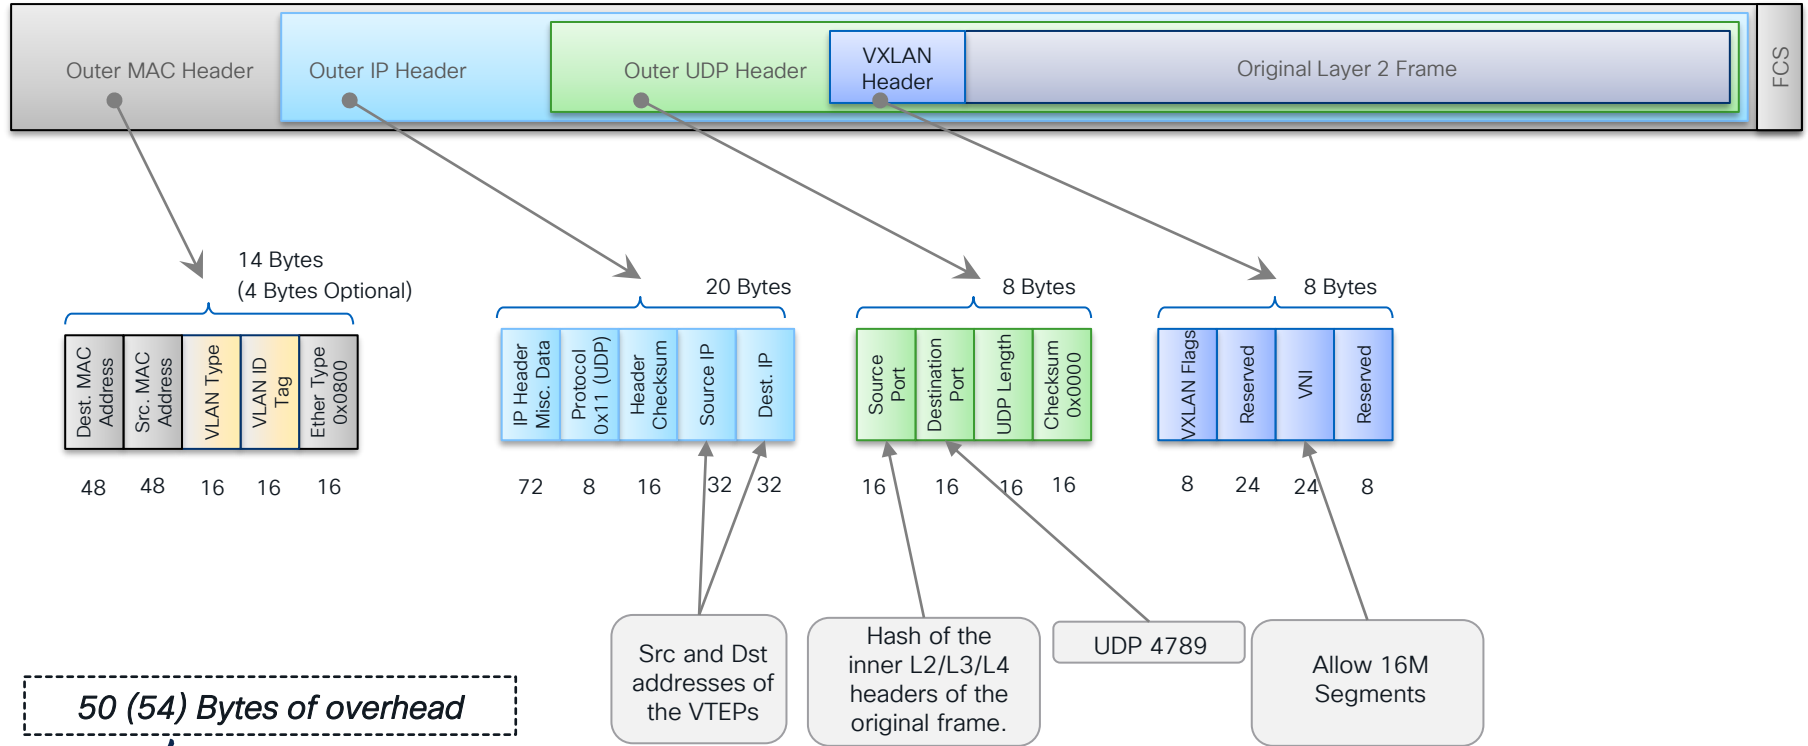 Outer MAC Header
Outer IP Header
Outer UDP Header
VXLAN
Header
Original Layer 2 Frame
FCS
14 Bytes
(4 Bytes Optional)
20 Bytes
8 Bytes
8 Bytes
Dest. MAC
Address
Src. MAC
Address
VLAN Type
VLAN ID
Tag
Ether Type
0x0800
IP Header
Misc. Data
Protocol
0x11 (UDP)
Header
Checksum
Source IP
Dest. IP
Source
Port
Destination
Port
UDP Length
Checksum
0x0000
VXLAN Flags
Reserved
VNI
Reserved
48
48
16
16
16
72
8
16
32
32
16
16
16
16
8
24
24
8
Src and Dst
addresses of
the VTEPs
Hash of the
inner L2/L3/L4
headers of the
original frame.
UDP 4789
Allow 16M
Segments
50 (54) Bytes of overhead